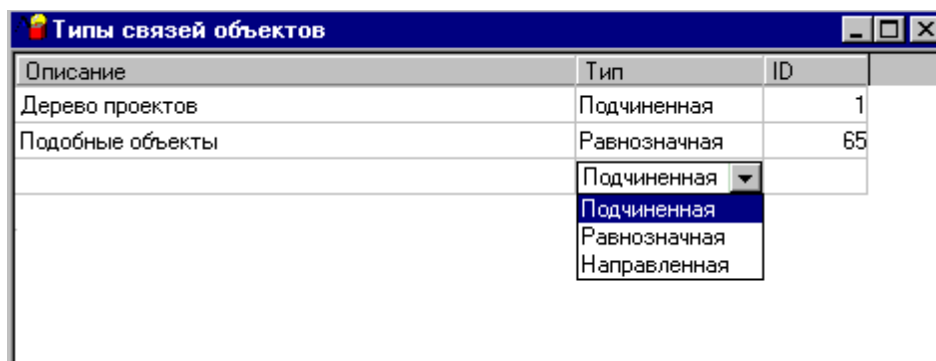 Типы связей объектов
Описание Тип ID
Дерево проектов Подчиненная 1
Подобные объекты Равнозначная 65
Подчиненная
Подчиненная
Равнозначная
Направленная